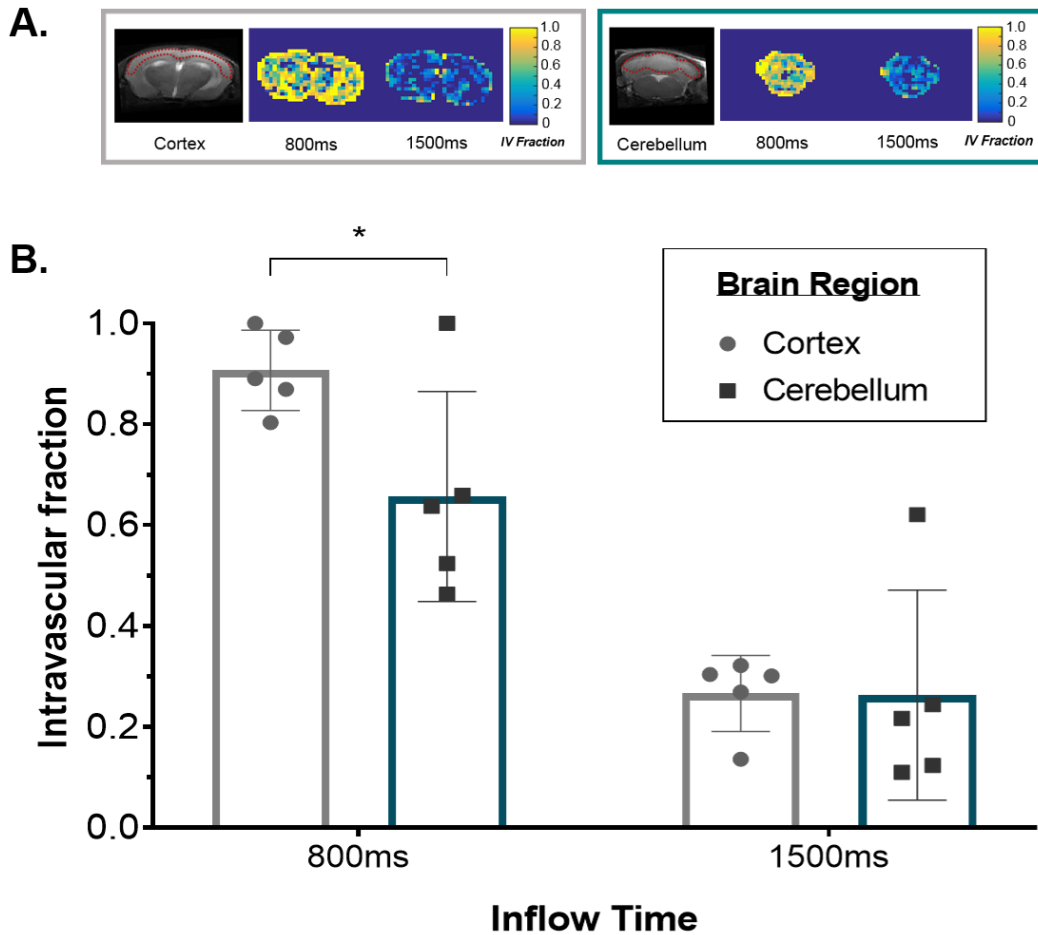 A.
1.0
0.8
0.6
0.4
0.2
0
Cortex 800ms 1500ms IV Fraction
1.0
0.8
0.6
0.4
0.2
0
Cerebellum 800ms 1500ms IV Fraction
B.
*
Brain Region
Cortex
Cerebellum
Intravascular fraction
1.0
0.8
0.6
0.4
0.2
0.0
800ms 1500ms
Inflow Time